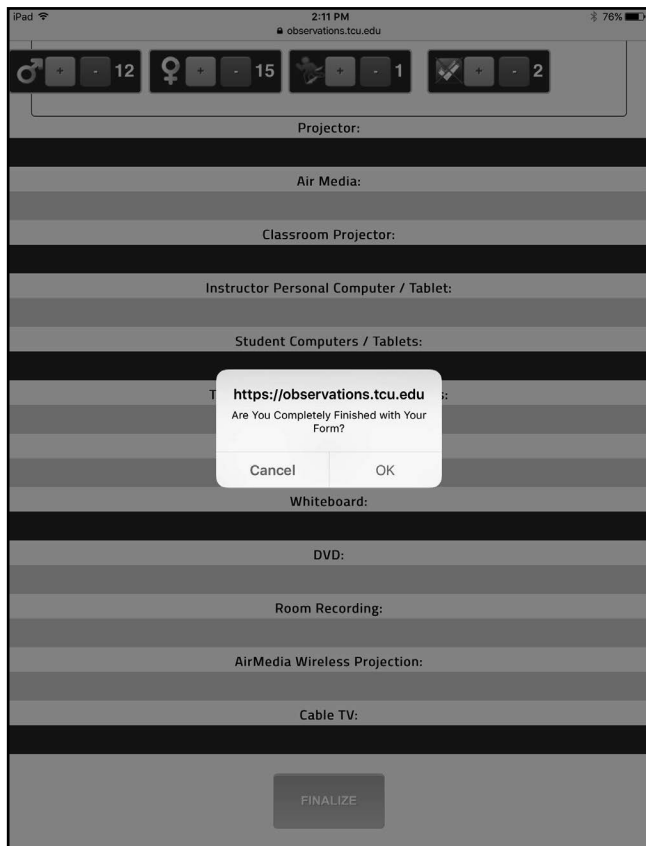 iPad 2:11 PM 76%
observations.tcu.edu
+ - 12 + - 15 + - 1 + - 2
Projector:
Air Media:
Classroom Projector:
Instructor Personal Computer / Tablet:
Student Computers / Tablets:
https://observations.tcu.edu
Are You Completely Finished with Your
Form?
Cancel OK
Whiteboard:
DVD:
Room Recording:
AirMedia Wireless Projection:
Cable TV:
FINALIZE